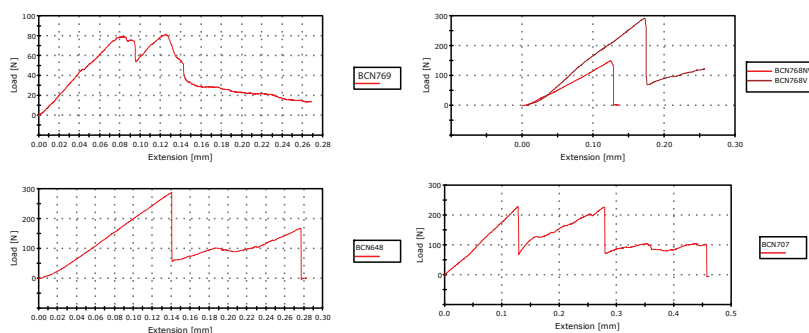 100
80
60
40
20
0
Load [N]
0.00 0.02 0.04 0.06 0.08 0.10 0.12 0.14 0.16 0.18 0.20 0.22 0.24 0.26 0.28
Extension [mm]
BCN769
300
200
100
0
Load [N]
0.00 0.10 0.20 0.30
Extension [mm]
BCN768NV
BCN768V
300
200
100
0
Load [N]
0.00 0.02 0.04 0.06 0.08 0.10 0.12 0.14 0.16 0.18 0.20 0.22 0.24 0.26 0.28 0.30
Extension [mm]
BCN648
300
200
100
0
Load [N]
0.0 0.1 0.2 0.3 0.4 0.5
Extension [mm]
BCN707